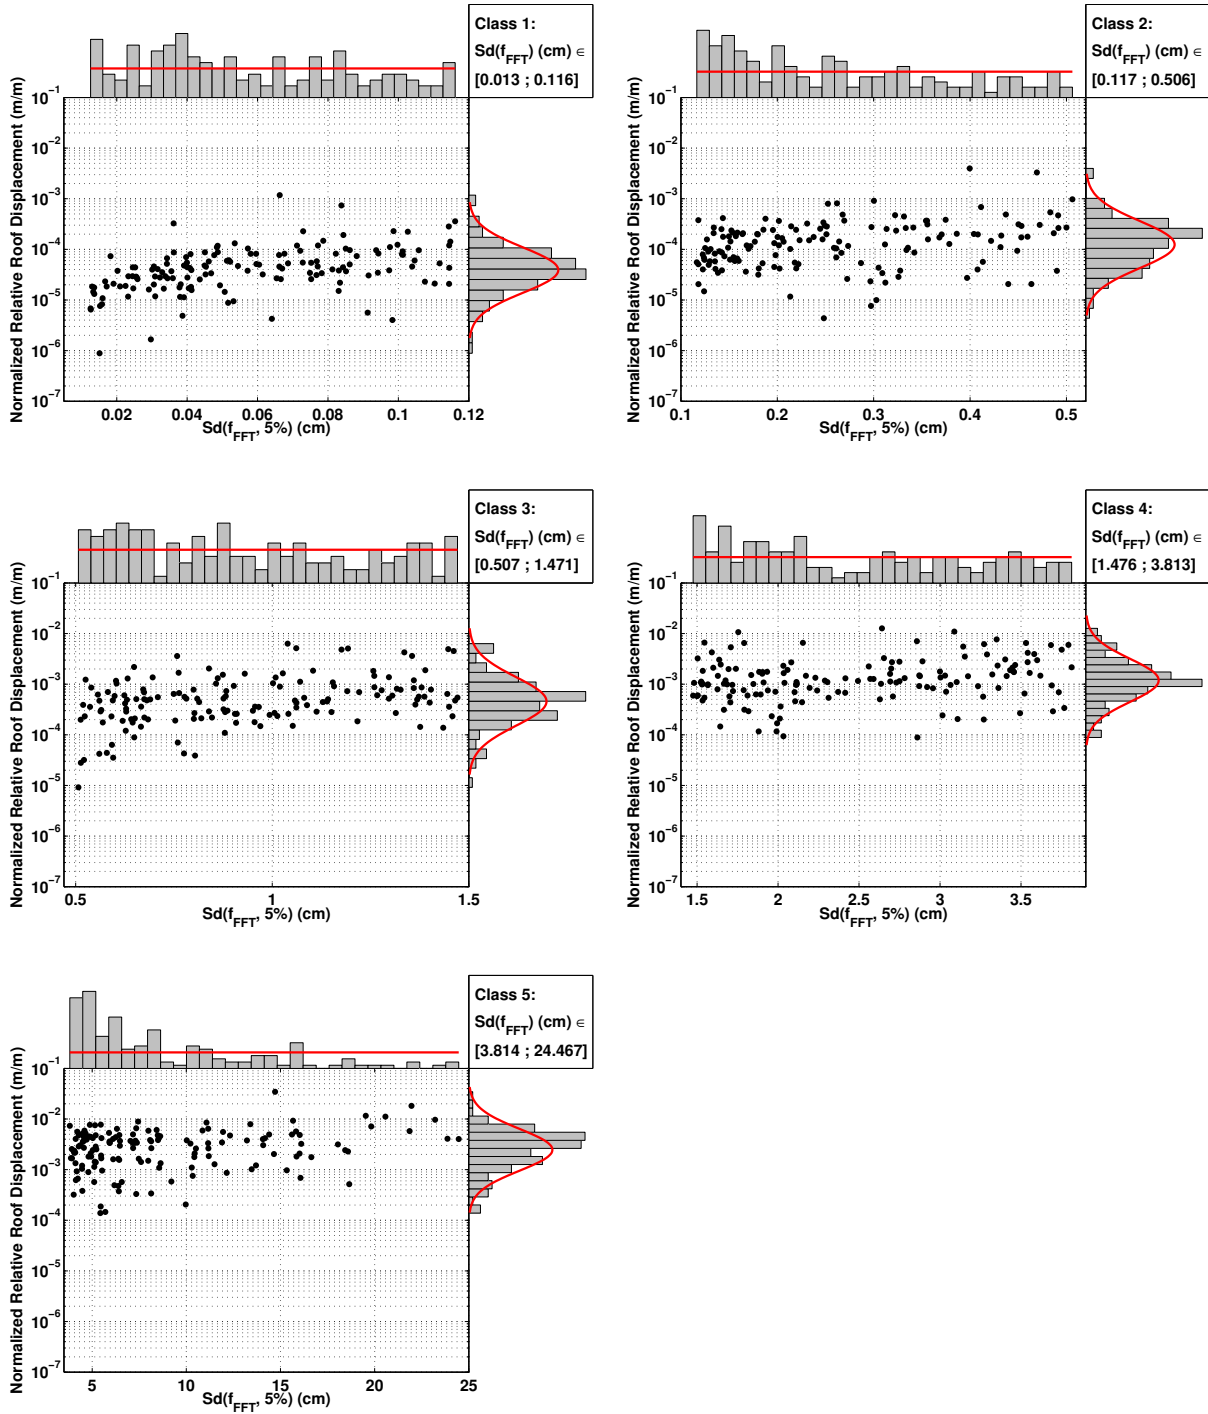 Class 1:
Sd(f_FFT) (cm) ∈
[0.013 ; 0.116]
Normalized Relative Roof Displacement (m/m)
10^−1
10^−2
10^−3
10^−4
10^−5
10^−6
10^−7
0.02 0.04 0.06 0.08 0.1 0.12
Sd(f_FFT, 5%) (cm)
Class 2:
Sd(f_FFT) (cm) ∈
[0.117 ; 0.506]
Normalized Relative Roof Displacement (m/m)
10^−1
10^−2
10^−3
10^−4
10^−5
10^−6
10^−7
0.1 0.2 0.3 0.4 0.5
Sd(f_FFT, 5%) (cm)
Class 3:
Sd(f_FFT) (cm) ∈
[0.507 ; 1.471]
Normalized Relative Roof Displacement (m/m)
10^−1
10^−2
10^−3
10^−4
10^−5
10^−6
10^−7
0.5 1 1.5
Sd(f_FFT, 5%) (cm)
Class 4:
Sd(f_FFT) (cm) ∈
[1.476 ; 3.813]
Normalized Relative Roof Displacement (m/m)
10^−1
10^−2
10^−3
10^−4
10^−5
10^−6
10^−7
1.5 2 2.5 3 3.5
Sd(f_FFT, 5%) (cm)
Class 5:
Sd(f_FFT) (cm) ∈
[3.814 ; 24.467]
Normalized Relative Roof Displacement (m/m)
10^−1
10^−2
10^−3
10^−4
10^−5
10^−6
10^−7
5 10 15 20 25
Sd(f_FFT, 5%) (cm)